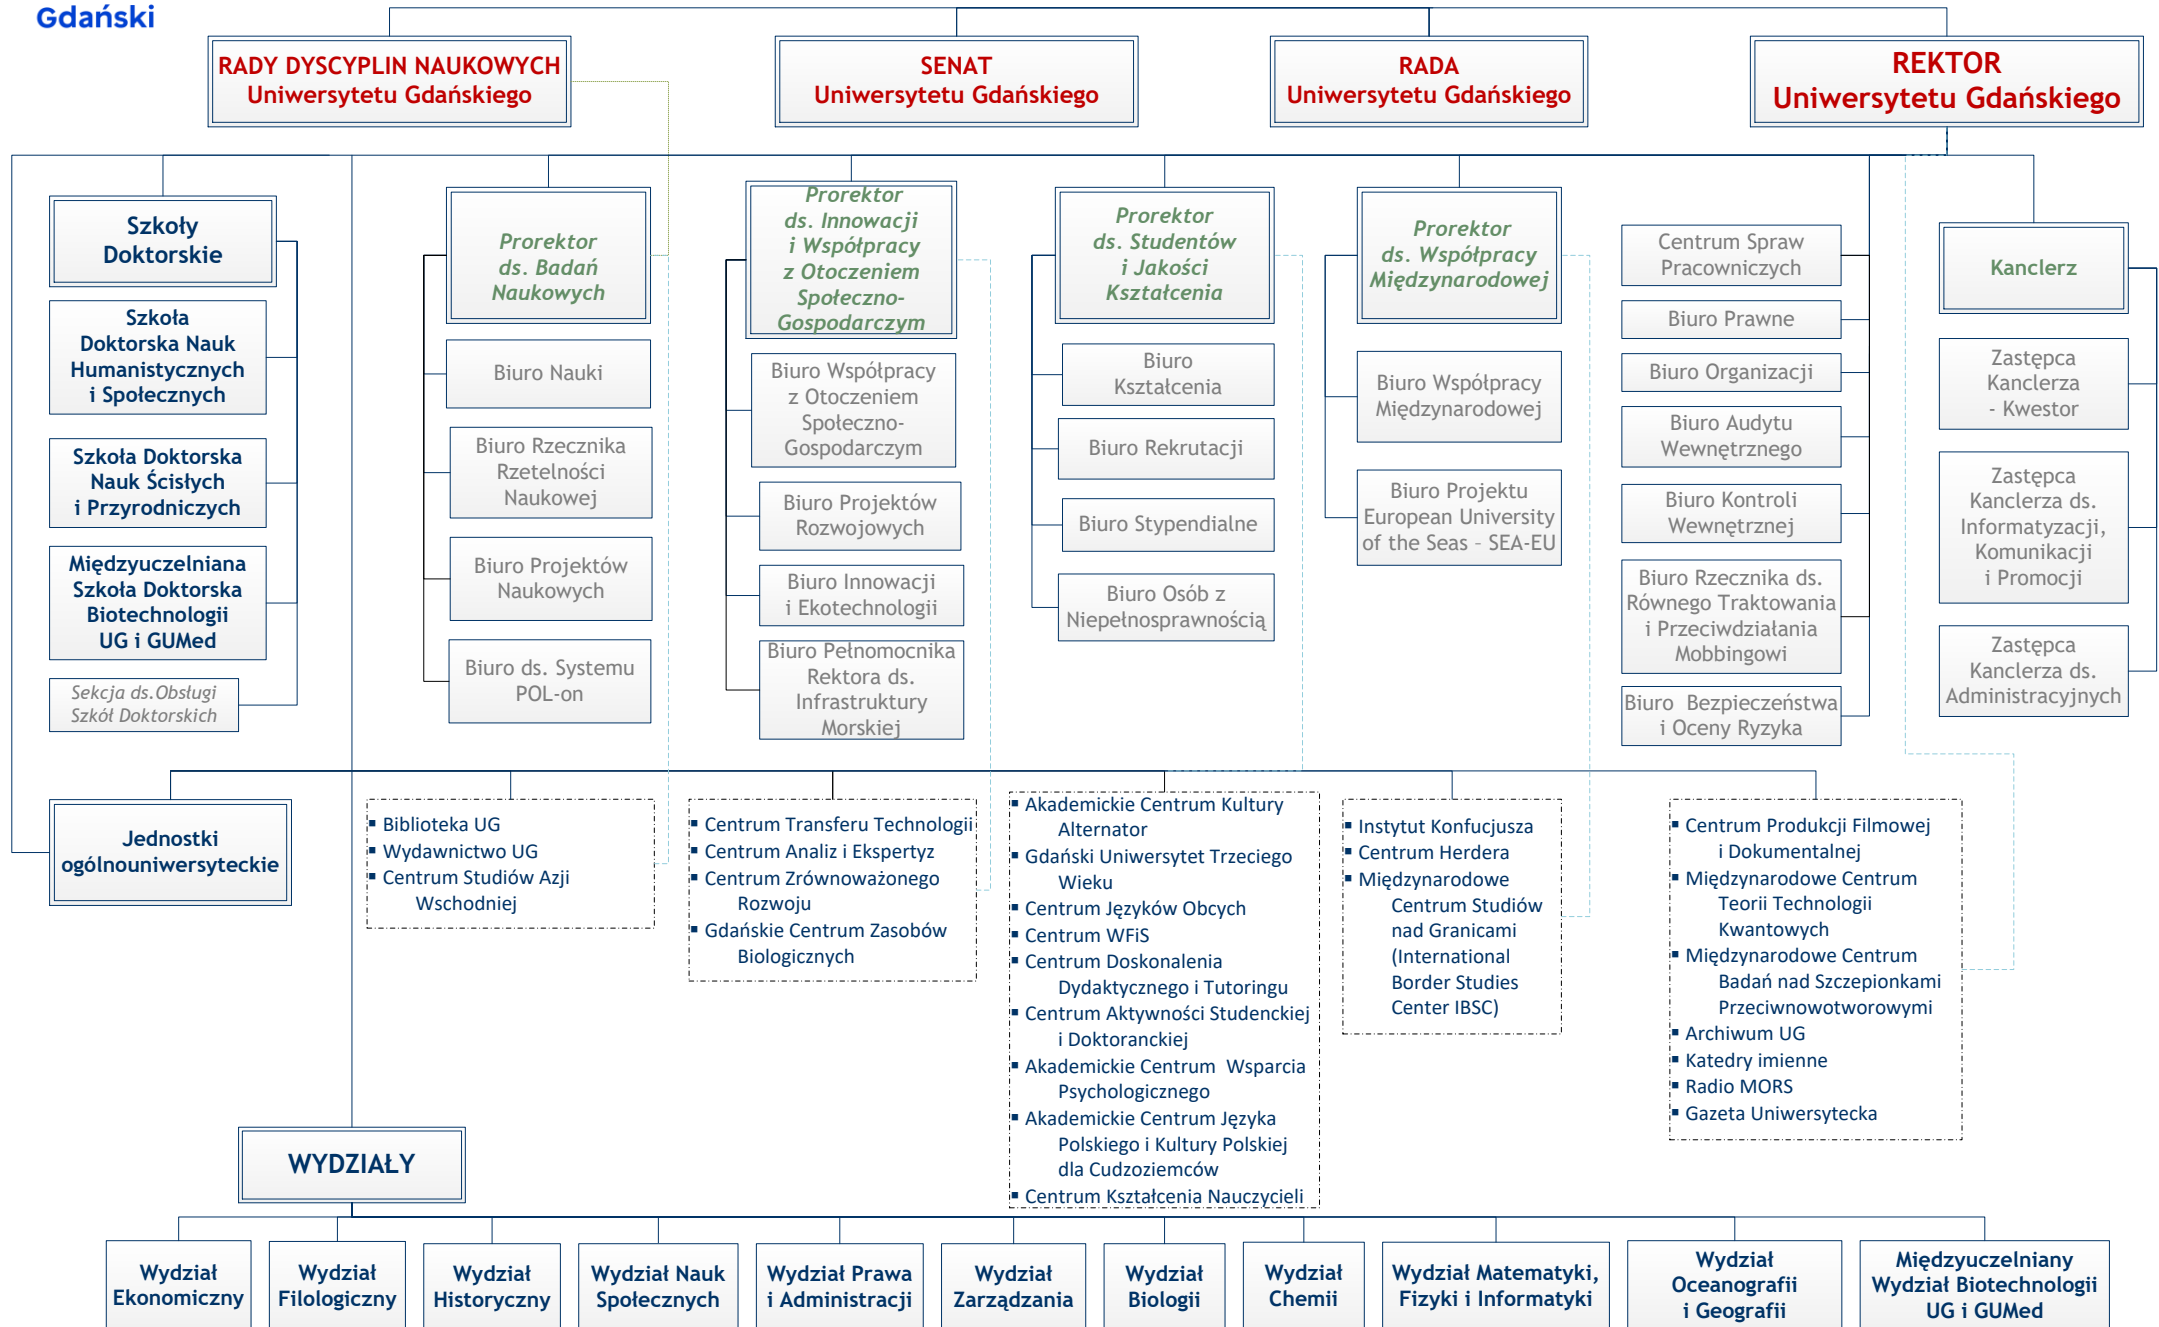 Gdański
RADY DYSCYPLIN NAUKOWYCH
Uniwersytetu Gdańskiego
SENAT
Uniwersytetu Gdańskiego
RADA
Uniwersytetu Gdańskiego
REKTOR
Uniwersytetu Gdańskiego
Szkoły
Doktorskie
Szkoła
Doktorska Nauk
Humanistycznych
i Społecznych
Szkoła Doktorska
Nauk Ścisłych
i Przyrodniczych
Międzyuczelniana
Szkoła Doktorska
Biotechnologii
UG i GUMed
Sekcja ds.Obsługi
Szkół Doktorskich
Prorektor
ds. Badań
Naukowych
Biuro Nauki
Biuro Rzecznika
Rzetelności
Naukowej
Biuro Projektów
Naukowych
Biuro ds. Systemu
POL-on
Prorektor
ds. Innowacji
i Współpracy
z Otoczeniem
Społeczno-
Gospodarczym
Biuro Współpracy
z Otoczeniem
Społeczno-
Gospodarczym
Biuro Projektów
Rozwojowych
Biuro Innowacji
i Ekotechnologii
Biuro Pełnomocnika
Rektora ds.
Infrastruktury
Morskiej
Prorektor
ds. Studentów
i Jakości
Kształcenia
Biuro
Kształcenia
Biuro Rekrutacji
Biuro Stypendialne
Biuro Osób z
Niepełnosprawnością
Prorektor
ds. Współpracy
Międzynarodowej
Biuro Współpracy
Międzynarodowej
Biuro Projektu
European University
of the Seas – SEA-EU
Centrum Spraw
Pracowniczych
Biuro Prawne
Biuro Organizacji
Biuro Audytu
Wewnętrznego
Biuro Kontroli
Wewnętrznej
Biuro Rzecznika ds.
Równego Traktowania
i Przeciwdziałania
Mobbingowi
Biuro  Bezpieczeństwa
i Oceny Ryzyka
Kanclerz
Zastępca
Kanclerza
- Kwestor
Zastępca
Kanclerza ds.
Informatyzacji,
Komunikacji
i Promocji
Zastępca
Kanclerza ds.
Administracyjnych
Jednostki
ogólnouniwersyteckie
▪ Biblioteka UG
▪ Wydawnictwo UG
▪ Centrum Studiów Azji
Wschodniej
▪ Centrum Transferu Technologii
▪ Centrum Analiz i Ekspertyz
▪ Centrum Zrównoważonego
Rozwoju
▪ Gdańskie Centrum Zasobów
Biologicznych
▪ Akademickie Centrum Kultury
Alternator
▪ Gdański Uniwersytet Trzeciego
Wieku
▪ Centrum Języków Obcych
▪ Centrum WFiS
▪ Centrum Doskonalenia
Dydaktycznego i Tutoringu
▪ Centrum Aktywności Studenckiej
i Doktoranckiej
▪ Akademickie Centrum  Wsparcia
Psychologicznego
▪ Akademickie Centrum Języka
Polskiego i Kultury Polskiej
dla Cudzoziemców
▪ Centrum Kształcenia Nauczycieli
▪ Instytut Konfucjusza
▪ Centrum Herdera
▪ Międzynarodowe
Centrum Studiów
nad Granicami
(International
Border Studies
Center IBSC)
▪ Centrum Produkcji Filmowej
i Dokumentalnej
▪ Międzynarodowe Centrum
Teorii Technologii
Kwantowych
▪ Międzynarodowe Centrum
Badań nad Szczepionkami
Przeciwnowotworowymi
▪ Archiwum UG
▪ Katedry imienne
▪ Radio MORS
▪ Gazeta Uniwersytecka
WYDZIAŁY
Wydział
Ekonomiczny
Wydział
Filologiczny
Wydział
Historyczny
Wydział Nauk
Społecznych
Wydział Prawa
i Administracji
Wydział
Zarządzania
Wydział
Biologii
Wydział
Chemii
Wydział Matematyki,
Fizyki i Informatyki
Wydział
Oceanografii
i Geografii
Międzyuczelniany
Wydział Biotechnologii
UG i GUMed